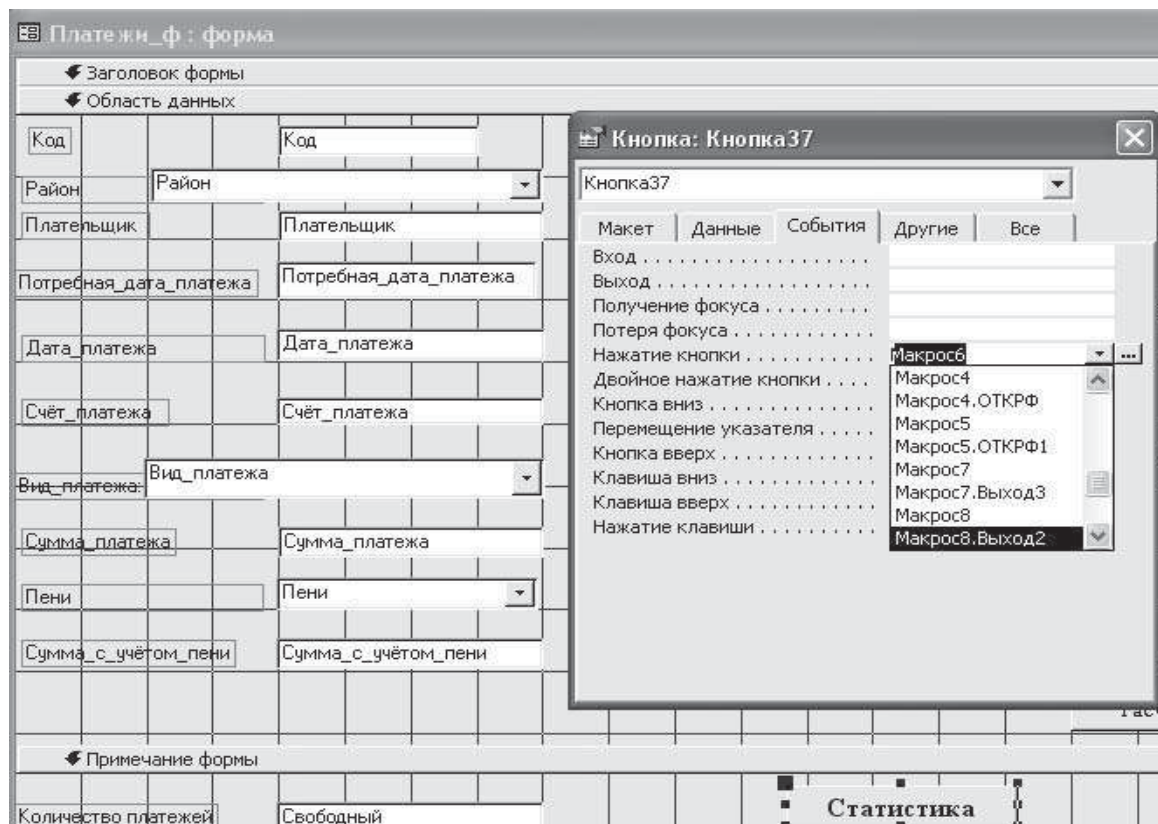 Платежи_ф : форма
Заголовок формы
Область данных
Код Код
Район Район
Плательщик Плательщик
Потребная_дата_платежа Потребная_дата_платежа
Дата_платежа Дата_платежа
Счёт_платежа Счёт_платежа
Вид_платежа: Вид_платежа
Сумма_платежа Сумма_платежа
Пени Пени
Сумма_с_учётом_пени Сумма_с_учётом_пени
Примечание формы
Количество платежей Свободный
Статистика
Кнопка: Кнопка37
Кнопка37
Макет Данные События Другие Все
Вход . . . . . . . . . . . . . . . . . . .
Выход . . . . . . . . . . . . . . . . . .
Получение фокуса . . . . . . . . .
Потеря фокуса . . . . . . . . . . . .
Нажатие кнопки . . . . . . . . . . . Макрос6 ...
Двойное нажатие кнопки . . . .
Кнопка вниз . . . . . . . . . . . . . .
Перемещение указателя . . . . .
Кнопка вверх . . . . . . . . . . . . .
Клавиша вниз . . . . . . . . . . . . .
Клавиша вверх . . . . . . . . . . . .
Нажатие клавиши . . . . . . . . . .
Макрос4
Макрос4.ОТКРФ
Макрос5
Макрос5.ОТКРФ1
Макрос7
Макрос7.Выход3
Макрос8
Макрос8.Выход2